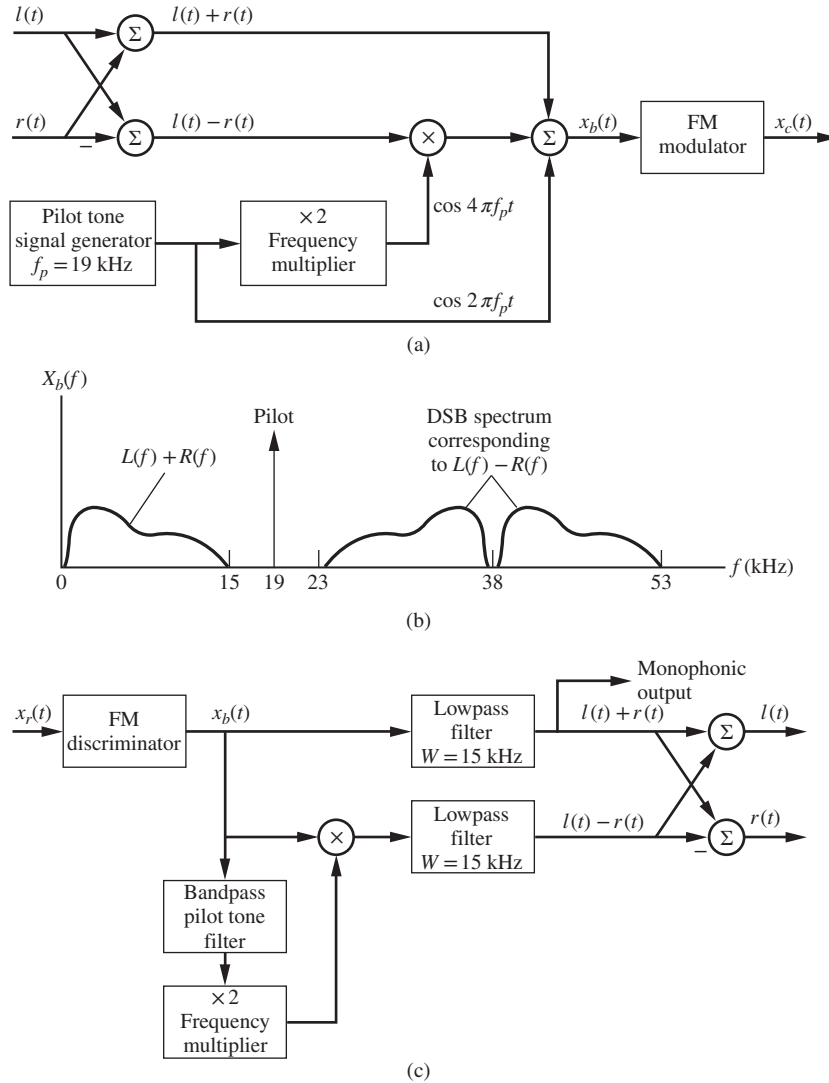 l(t)
l(t) + r(t)
r(t)
−
Σ
Σ
l(t) − r(t)
×
Σ
x_b(t)
FM
modulator
x_c(t)
Pilot tone
signal generator
f_p = 19 kHz
×2
Frequency
multiplier
cos 4πf_pt
cos 2πf_pt
(a)
X_b(f)
L(f) + R(f)
Pilot
DSB spectrum
corresponding
to L(f) − R(f)
0
15
19
23
38
53
f (kHz)
(b)
x_r(t)
FM
discriminator
x_b(t)
Lowpass
filter
W = 15 kHz
Monophonic
output
l(t) + r(t)
Σ
l(t)
×
Lowpass
filter
W = 15 kHz
l(t) − r(t)
−
Σ
r(t)
Bandpass
pilot tone
filter
×2
Frequency
multiplier
(c)